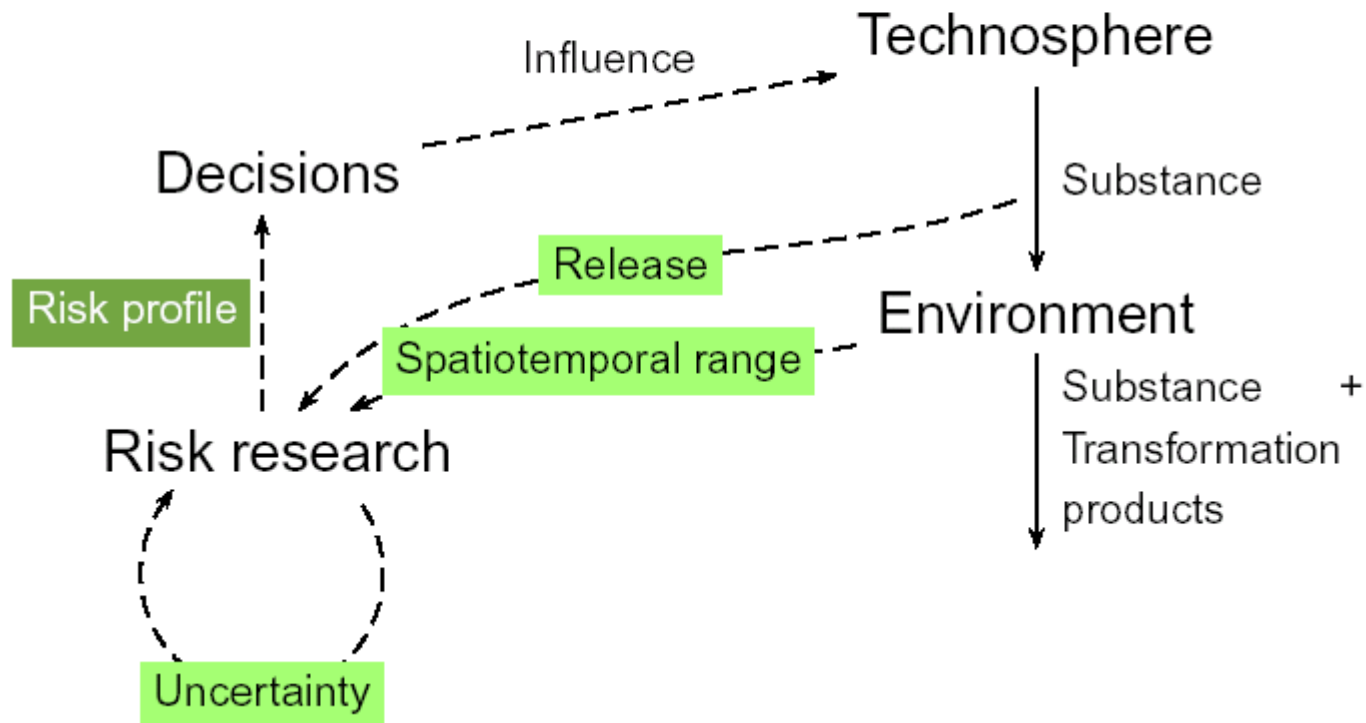 Technosphere
Influence
Decisions
Substance
Release
Risk profile
Environment
Spatiotemporal range
Substance +
Transformation
products
Risk research
Uncertainty